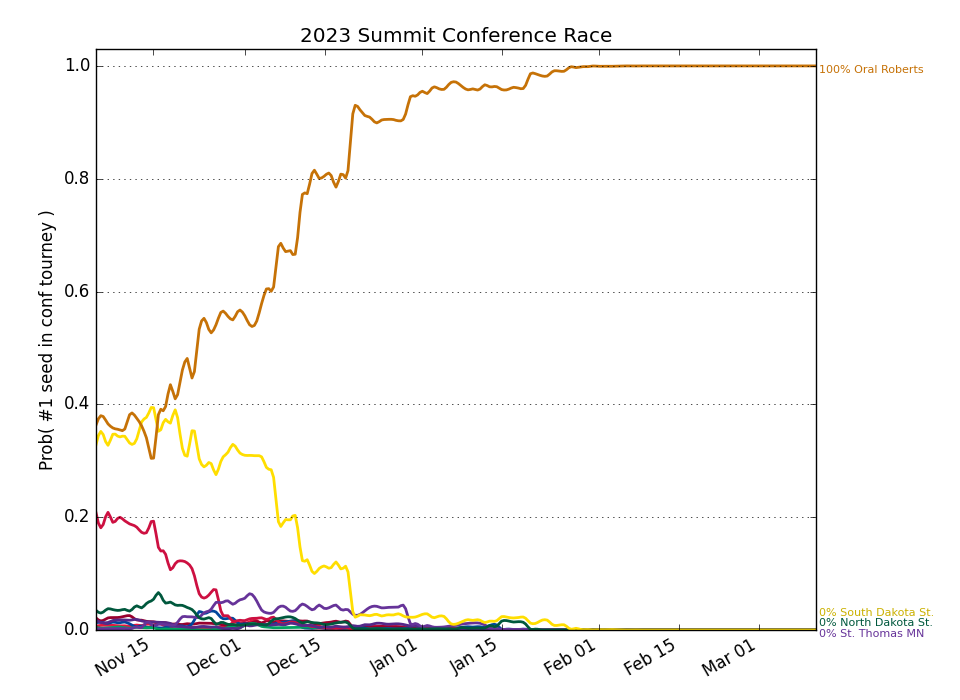 2023 Summit Conference Race
Prob( #1 seed in conf tourney )
1.0
0.8
0.6
0.4
0.2
0.0
Nov 15
Dec 01
Dec 15
Jan 01
Jan 15
Feb 01
Feb 15
Mar 01
100% Oral Roberts
0% South Dakota St.
0% North Dakota St.
0% St. Thomas MN